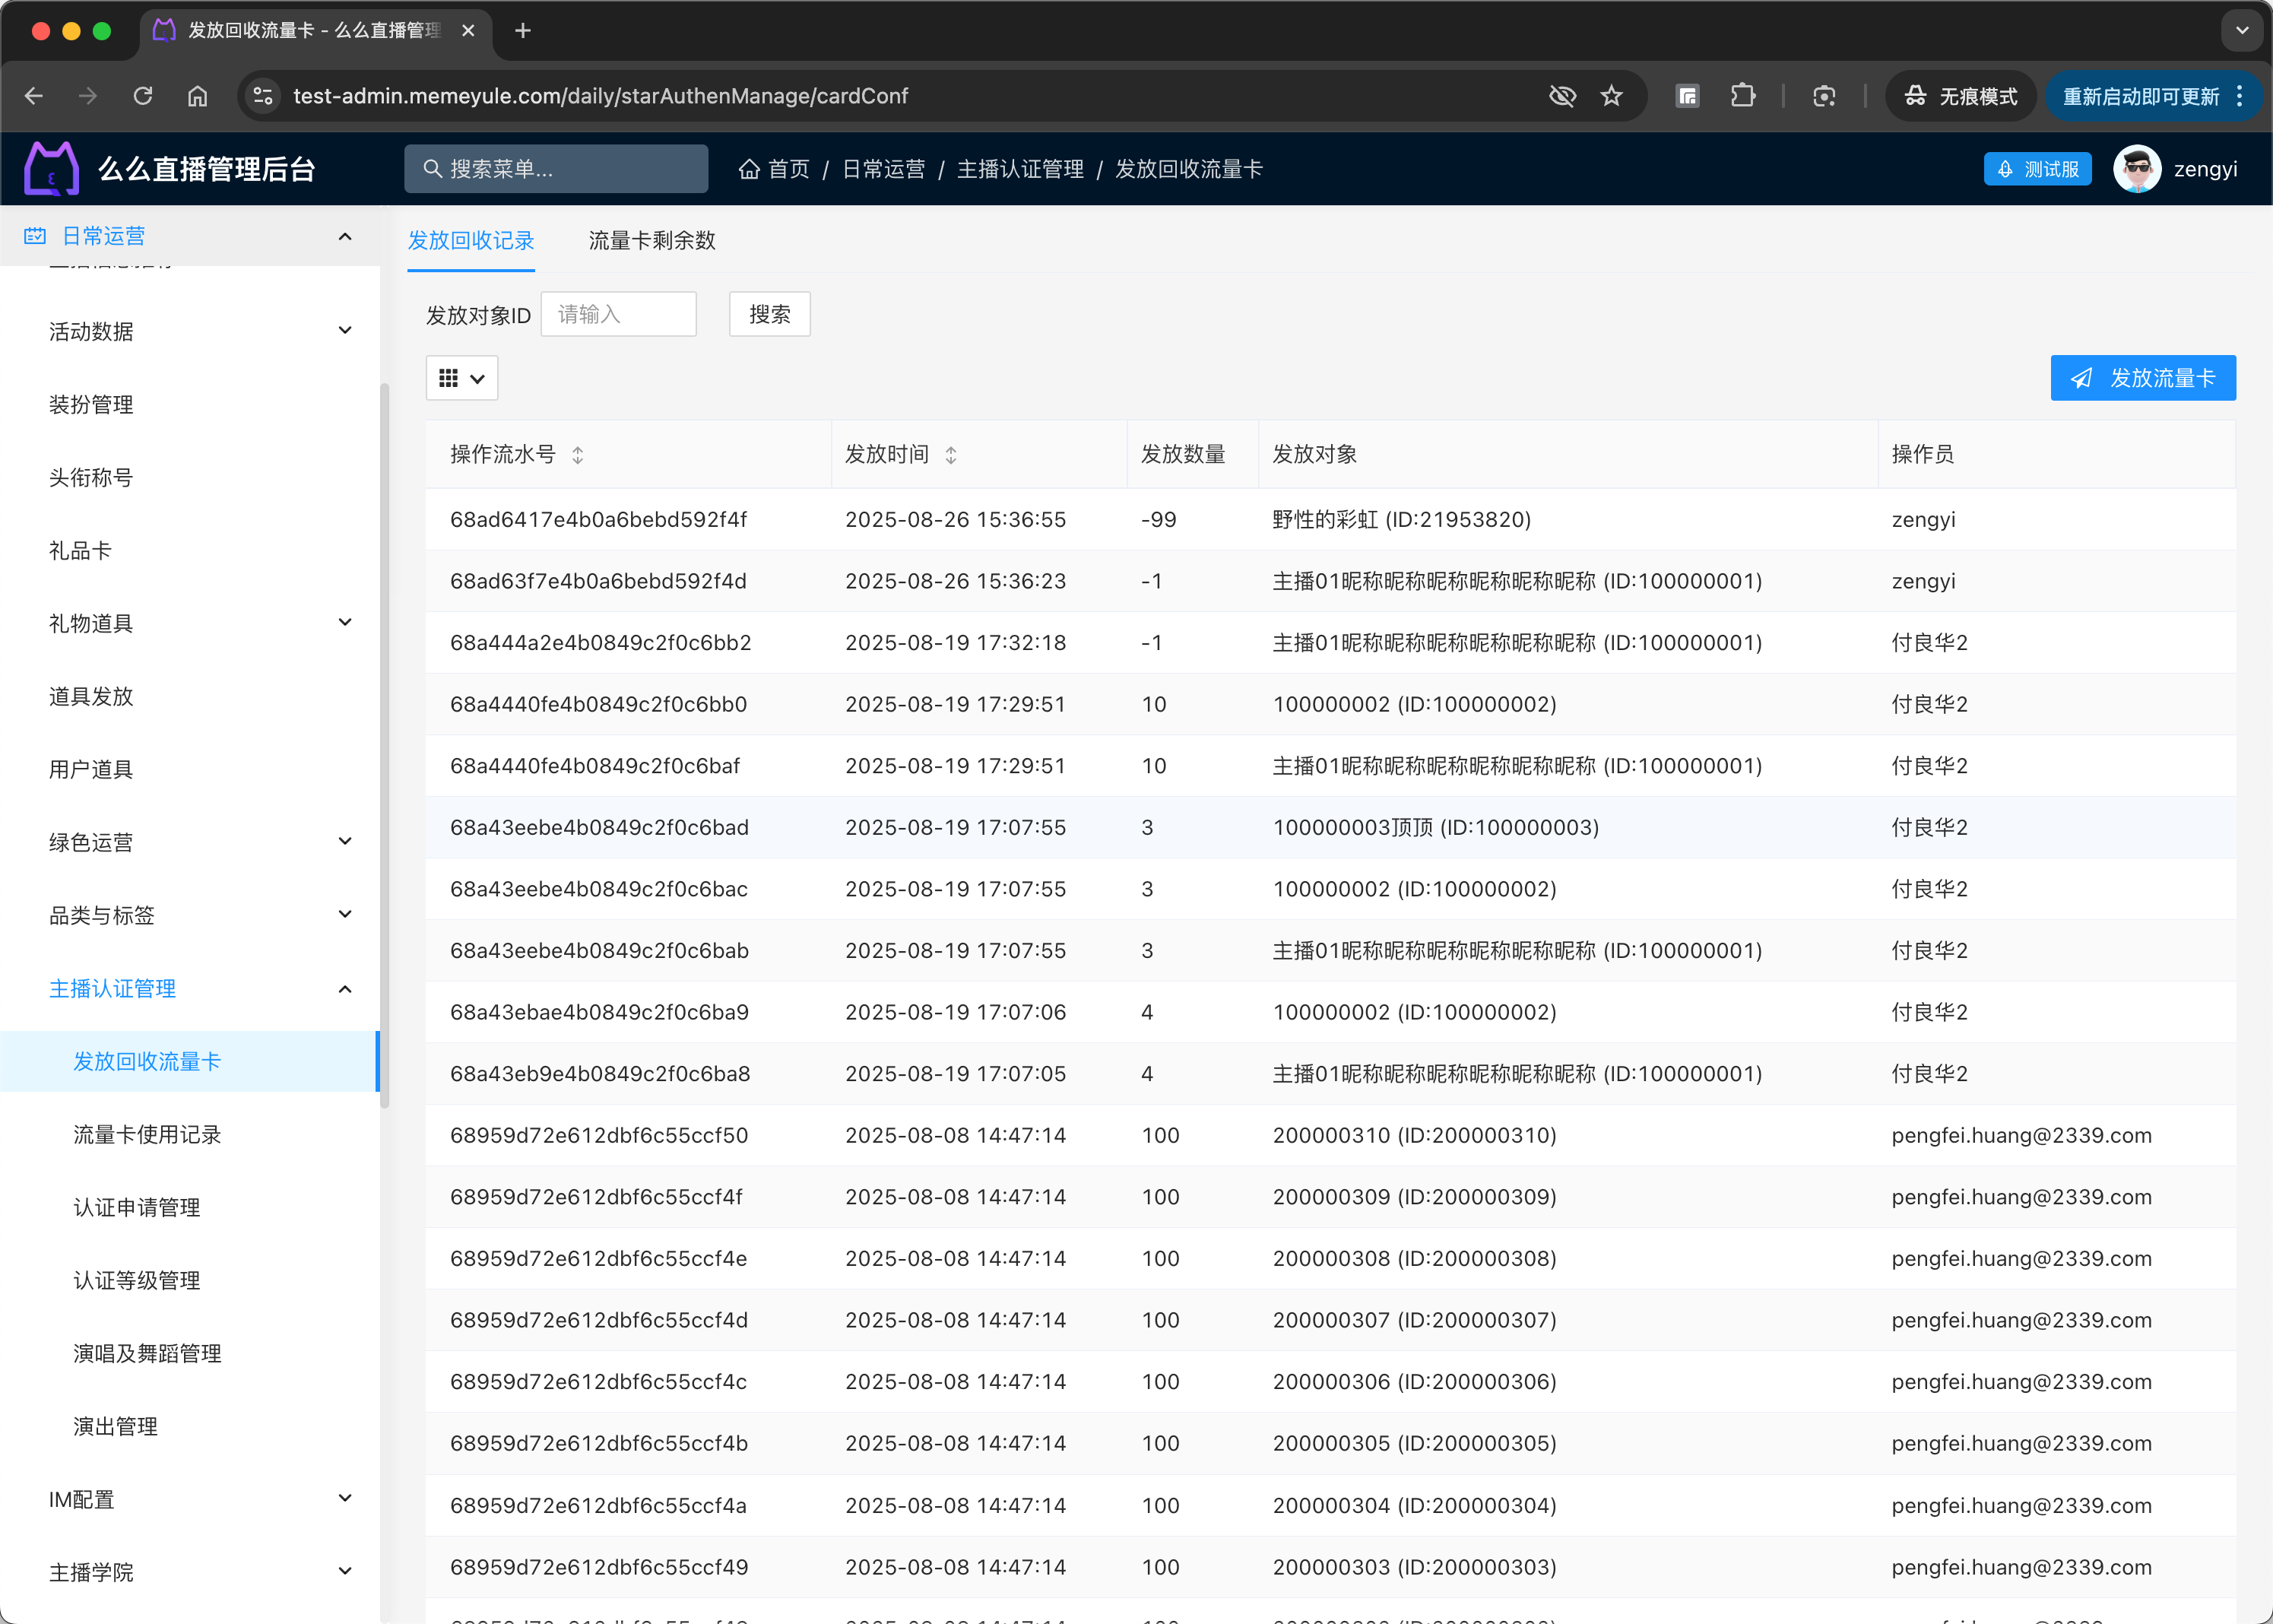 发放回收流量卡 - 么么直播管理
test-admin.memeyule.com/daily/starAuthenManage/cardConf
无痕模式
重新启动即可更新
么么直播管理后台
搜索菜单...
首页 / 日常运营 / 主播认证管理 / 发放回收流量卡
测试服
zengyi
日常运营
活动数据
装扮管理
头衔称号
礼品卡
礼物道具
道具发放
用户道具
绿色运营
品类与标签
主播认证管理
发放回收流量卡
流量卡使用记录
认证申请管理
认证等级管理
演唱及舞蹈管理
演出管理
IM配置
主播学院
发放回收记录 流量卡剩余数
发放对象ID 请输入 搜索
发放流量卡
操作流水号 发放时间 发放数量 发放对象 操作员
68ad6417e4b0a6bebd592f4f 2025-08-26 15:36:55 -99 野性的彩虹 (ID:21953820) zengyi
68ad63f7e4b0a6bebd592f4d 2025-08-26 15:36:23 -1 主播01昵称昵称昵称昵称昵称昵称 (ID:100000001) zengyi
68a444a2e4b0849c2f0c6bb2 2025-08-19 17:32:18 -1 主播01昵称昵称昵称昵称昵称昵称 (ID:100000001) 付良华2
68a4440fe4b0849c2f0c6bb0 2025-08-19 17:29:51 10 100000002 (ID:100000002) 付良华2
68a4440fe4b0849c2f0c6baf 2025-08-19 17:29:51 10 主播01昵称昵称昵称昵称昵称昵称 (ID:100000001) 付良华2
68a43eebe4b0849c2f0c6bad 2025-08-19 17:07:55 3 100000003顶顶 (ID:100000003) 付良华2
68a43eebe4b0849c2f0c6bac 2025-08-19 17:07:55 3 100000002 (ID:100000002) 付良华2
68a43eebe4b0849c2f0c6bab 2025-08-19 17:07:55 3 主播01昵称昵称昵称昵称昵称昵称 (ID:100000001) 付良华2
68a43ebae4b0849c2f0c6ba9 2025-08-19 17:07:06 4 100000002 (ID:100000002) 付良华2
68a43eb9e4b0849c2f0c6ba8 2025-08-19 17:07:05 4 主播01昵称昵称昵称昵称昵称昵称 (ID:100000001) 付良华2
68959d72e612dbf6c55ccf50 2025-08-08 14:47:14 100 200000310 (ID:200000310) pengfei.huang@2339.com
68959d72e612dbf6c55ccf4f 2025-08-08 14:47:14 100 200000309 (ID:200000309) pengfei.huang@2339.com
68959d72e612dbf6c55ccf4e 2025-08-08 14:47:14 100 200000308 (ID:200000308) pengfei.huang@2339.com
68959d72e612dbf6c55ccf4d 2025-08-08 14:47:14 100 200000307 (ID:200000307) pengfei.huang@2339.com
68959d72e612dbf6c55ccf4c 2025-08-08 14:47:14 100 200000306 (ID:200000306) pengfei.huang@2339.com
68959d72e612dbf6c55ccf4b 2025-08-08 14:47:14 100 200000305 (ID:200000305) pengfei.huang@2339.com
68959d72e612dbf6c55ccf4a 2025-08-08 14:47:14 100 200000304 (ID:200000304) pengfei.huang@2339.com
68959d72e612dbf6c55ccf49 2025-08-08 14:47:14 100 200000303 (ID:200000303) pengfei.huang@2339.com